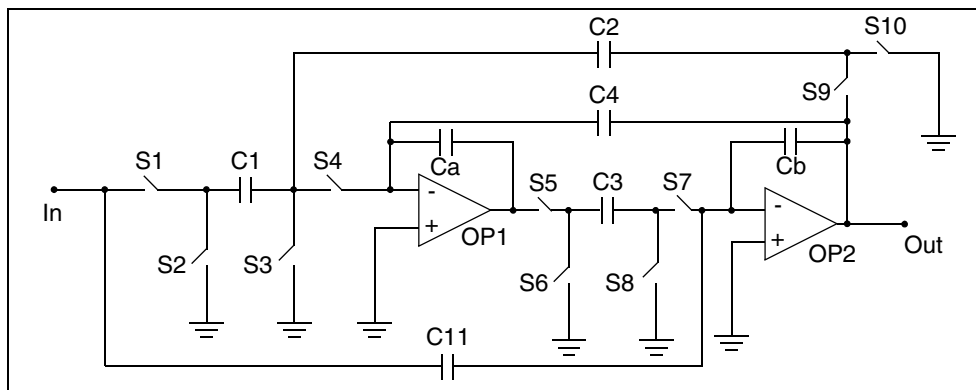 C2
S10
S9
C4
S1
C1
S4
Ca
Cb
S5
C3
S7
-
+
-
+
In
OP1
Out
OP2
S2
S3
S6
S8
C11